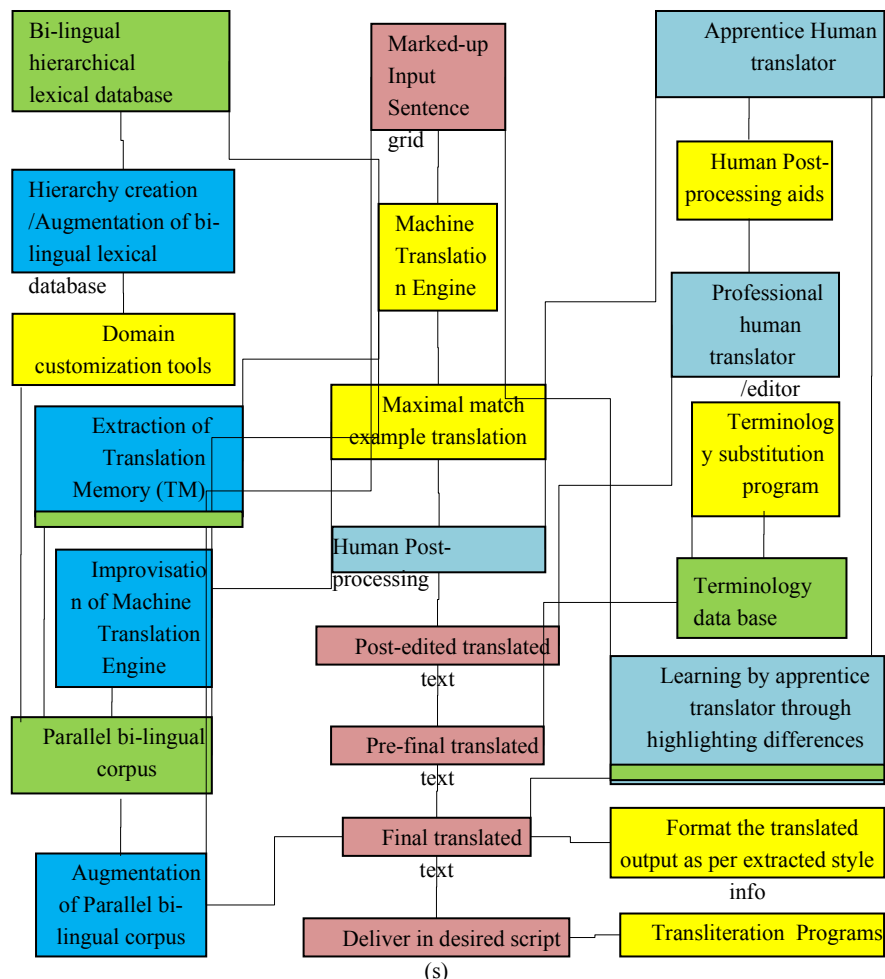 Bi-lingual
hierarchical
lexical database
Marked-up
Input
Sentence
grid
Apprentice Human
translator
Human Post-
processing aids
Hierarchy creation
/Augmentation of bi-
lingual lexical
database
Machine
Translatio
n Engine
Professional
human
translator
/editor
Domain
customization tools
Maximal match
example translation
Extraction of
Translation
Memory (TM)
Terminolog
y substitution
program
Human Post-
processing
Improvisatio
n of Machine
Translation
Engine
Terminology
data base
Post-edited translated
text
Learning by apprentice
translator through
highlighting differences
Parallel bi-lingual
corpus
Pre-final translated
text
Final translated
text
Format the translated
output as per extracted style
info
Augmentation
of Parallel bi-
lingual corpus
Deliver in desired script
(s)
Transliteration Programs